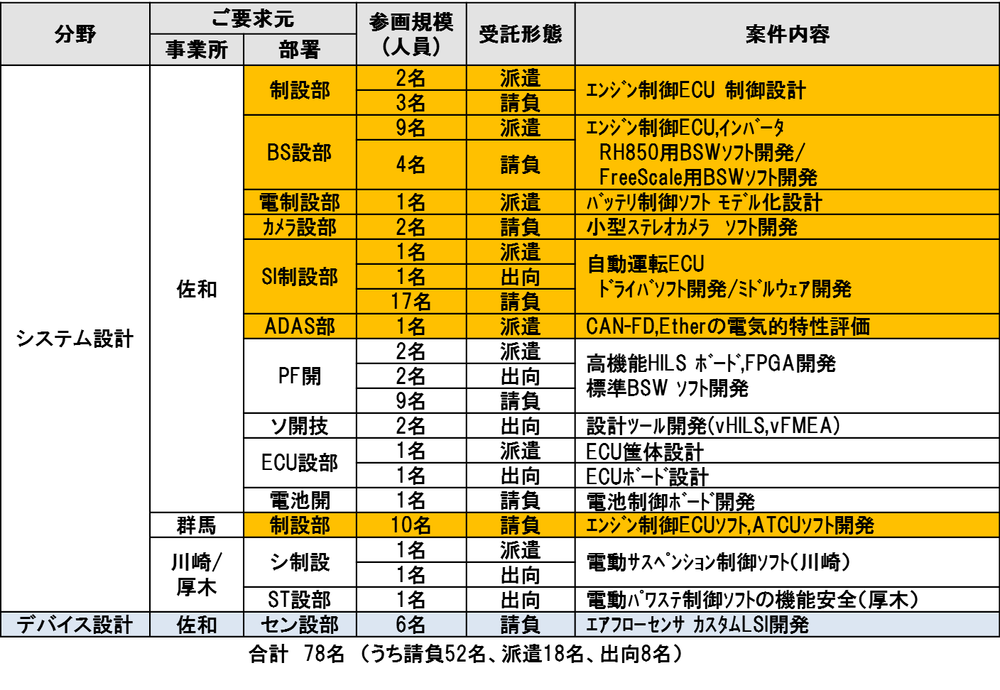 分野
ご要求元
参画規模
(人員)
受託形態
案件内容
事業所
部署
システム設計
佐和
制設部
2名
派遣
ｴﾝｼﾞﾝ制御ECU 制御設計
3名
請負
BS設部
9名
派遣
ｴﾝｼﾞﾝ制御ECU,ｲﾝﾊﾞｰﾀ
RH850用BSWｿﾌﾄ開発/
FreeScale用BSWｿﾌﾄ開発
4名
請負
電制設部
1名
派遣
ﾊﾞｯﾃﾘ制御ｿﾌﾄ ﾓﾃﾞﾙ化設計
ｶﾒﾗ設部
2名
請負
小型ｽﾃﾚｵｶﾒﾗ ｿﾌﾄ開発
SI制設部
1名
派遣
自動運転ECU
ﾄﾞﾗｲﾊﾞｿﾌﾄ開発/ﾐﾄﾞﾙｳｪｱ開発
1名
出向
17名
請負
ADAS部
1名
派遣
CAN-FD,Etherの電気的特性評価
PF開
2名
派遣
高機能HILS ﾎﾞｰﾄﾞ,FPGA開発
標準BSW ｿﾌﾄ開発
2名
出向
9名
請負
ソ開技
2名
出向
設計ﾂｰﾙ開発(vHILS,vFMEA)
ECU設部
1名
派遣
ECU筐体設計
1名
出向
ECUﾎﾞｰﾄﾞ設計
電池開
1名
請負
電池制御ﾎﾞｰﾄﾞ開発
群馬
制設部
10名
請負
ｴﾝｼﾞﾝ制御ECUｿﾌﾄ,ATCUｿﾌﾄ開発
川崎/
厚木
シ制設
1名
派遣
電動ｻｽﾍﾟﾝｼｮﾝ制御ｿﾌﾄ(川崎)
1名
出向
ST設部
1名
出向
電動ﾊﾟﾜｽﾃ制御ｿﾌﾄの機能安全(厚木)
デバイス設計
佐和
セン設部
6名
請負
ｴｱﾌﾛｰｾﾝｻ ｶｽﾀﾑLSI開発
合計 78名 (うち請負52名、派遣18名、出向8名)